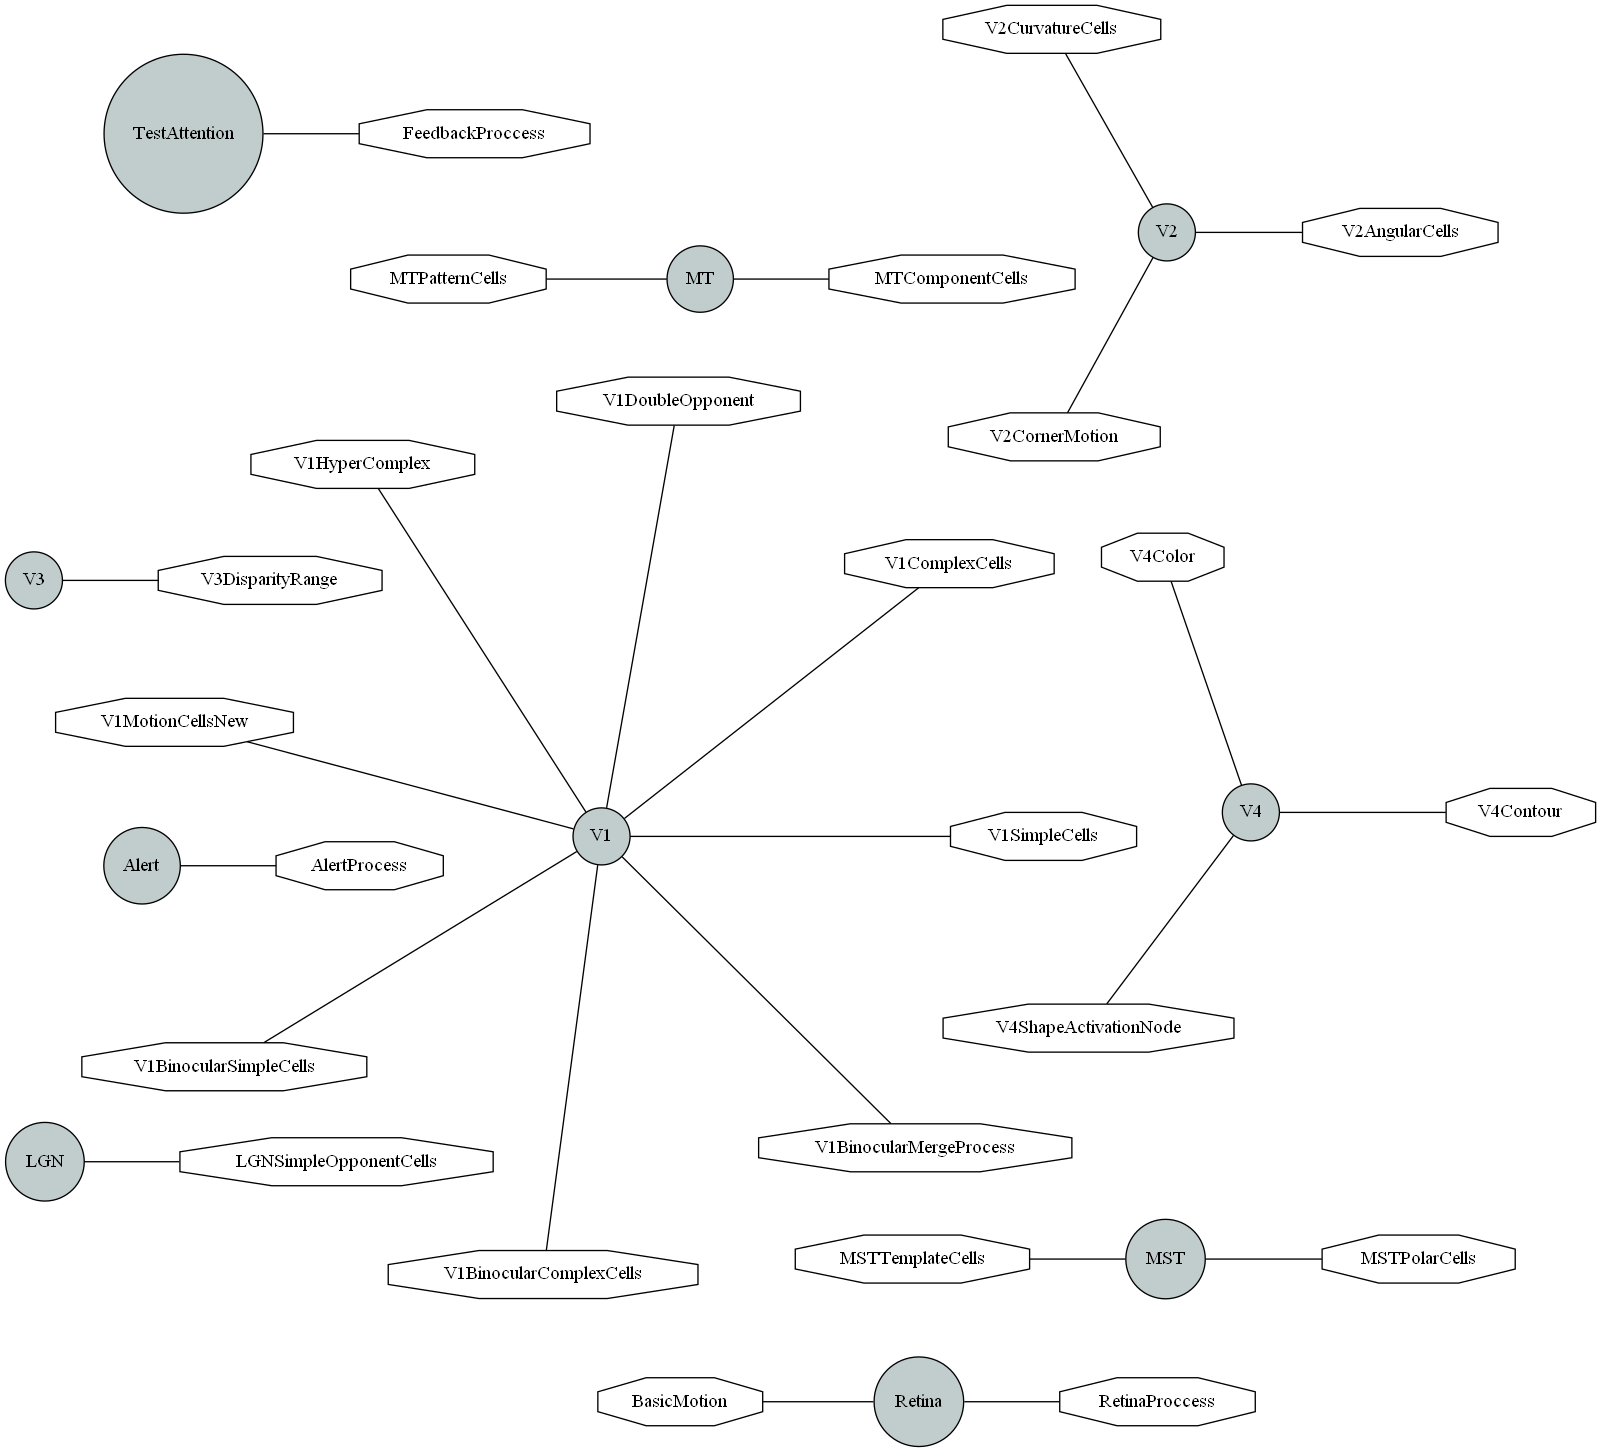 V2CurvatureCells
TestAttention
FeedbackProccess
V2
V2AngularCells
MTPatternCells
MT
MTComponentCells
V1DoubleOpponent
V2CornerMotion
V1HyperComplex
V4Color
V1ComplexCells
V3
V3DisparityRange
V1MotionCellsNew
V4
V4Contour
V1
V1SimpleCells
Alert
AlertProcess
V4ShapeActivationNode
V1BinocularSimpleCells
V1BinocularMergeProcess
LGN
LGNSimpleOpponentCells
MSTTemplateCells
MST
MSTPolarCells
V1BinocularComplexCells
BasicMotion
Retina
RetinaProccess